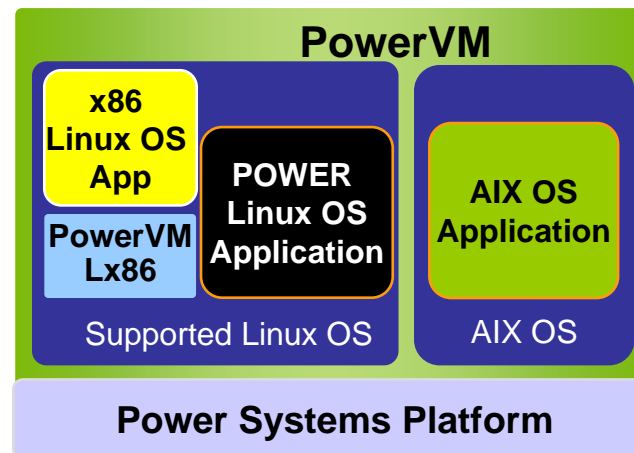 PowerVM
x86
Linux OS
App
PowerVM
Lx86
POWER
Linux OS
Application
Supported Linux OS
AIX OS
Application
AIX OS
Power Systems Platform